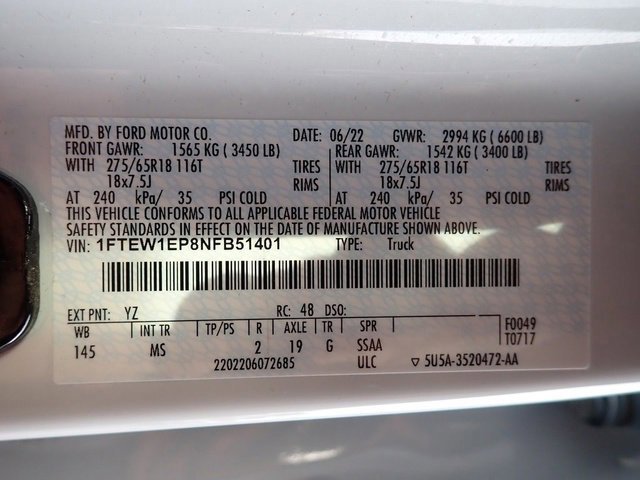 MFD. BY FORD MOTOR CO. DATE: 06/22 GVWR: 2994 KG ( 6600 LB)
FRONT GAWR: 1565 KG ( 3450 LB) REAR GAWR: 1542 KG ( 3400 LB)
WITH 275/65R18 116T TIRES WITH 275/65R18 116T TIRES
18x7.5J RIMS 18x7.5J RIMS
AT 240 kPa/ 35 PSI COLD AT 240 kPa/ 35 PSI COLD
THIS VEHICLE CONFORMS TO ALL APPLICABLE FEDERAL MOTOR VEHICLE
SAFETY STANDARDS IN EFFECT ON THE DATE OF MANUFACTURE SHOWN ABOVE.
VIN: 1FTEW1EP8NFB51401 TYPE: Truck
EXT PNT: YZ RC: 48 DSO:
WB INT TR TP/PS R AXLE TR SPR F0049
145 MS 2 19 G SSAA T0717
2202206072685 ULC ▽ 5U5A-3520472-AA